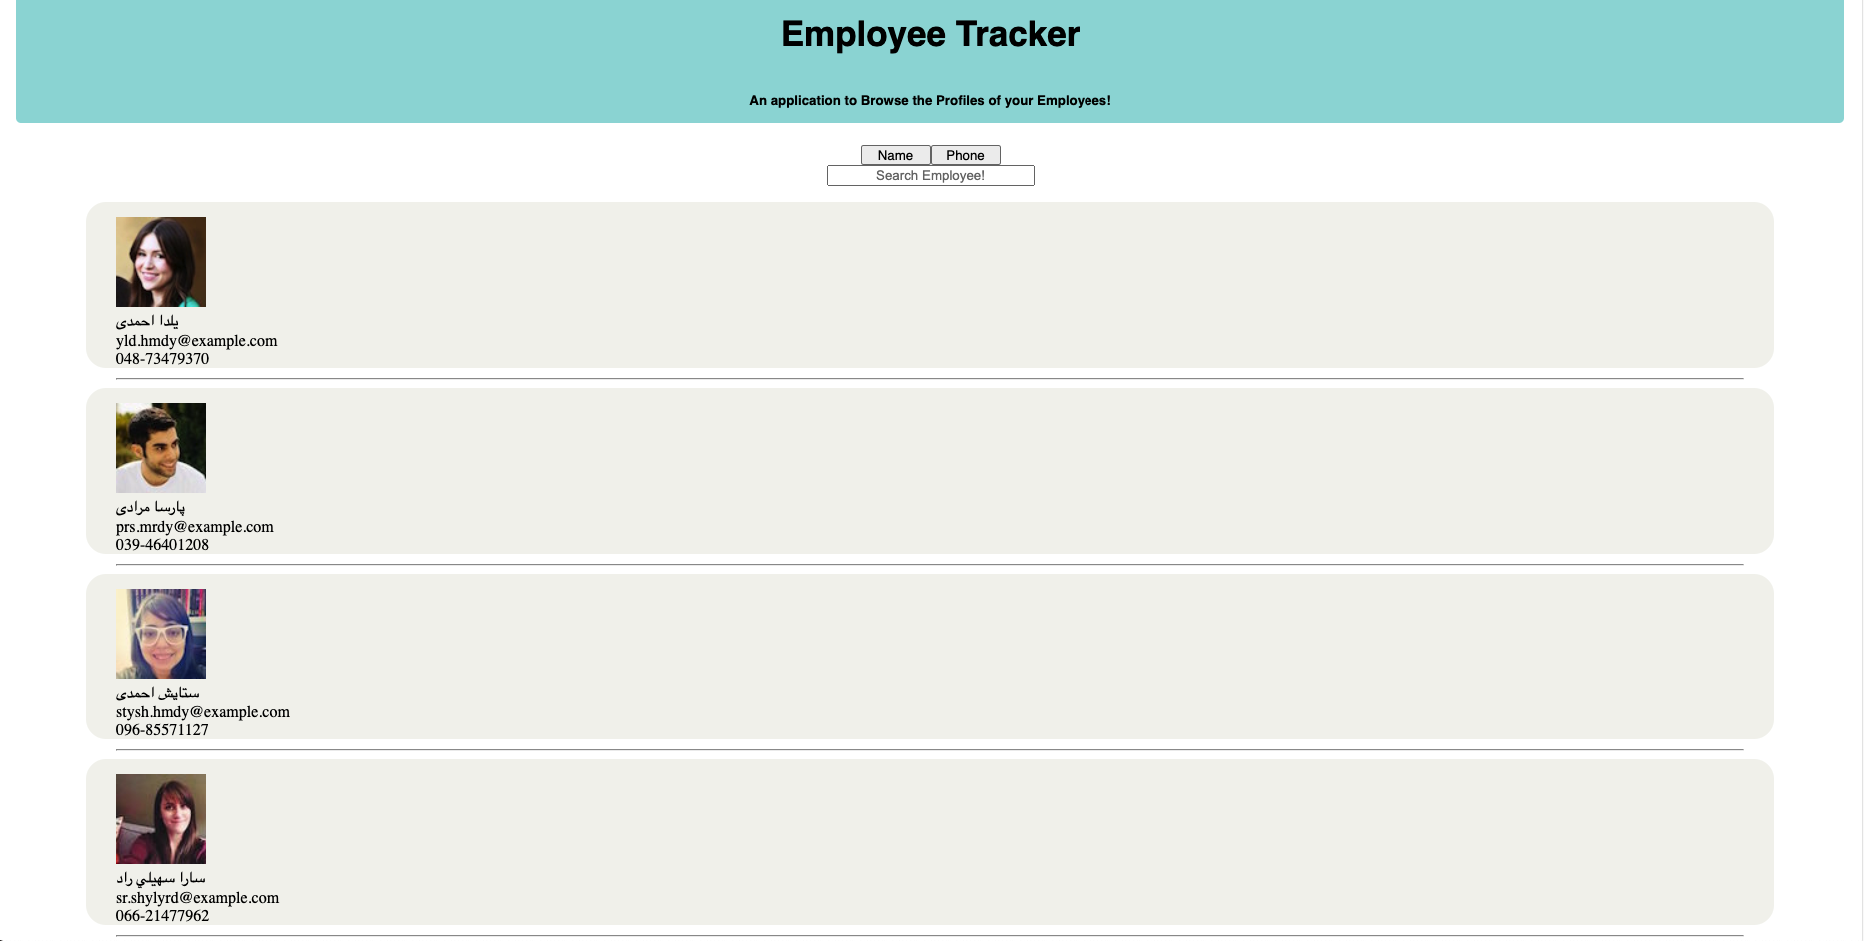 Employee Tracker
An application to Browse the Profiles of your Employees!
Name Phone
Search Employee!
یلدا احمدی
yld.hmdy@example.com
048-73479370
پارسا مرادی
prs.mrdy@example.com
039-46401208
ستایش احمدی
stysh.hmdy@example.com
096-85571127
سارا سهيلي راد
sr.shylyrd@example.com
066-21477962